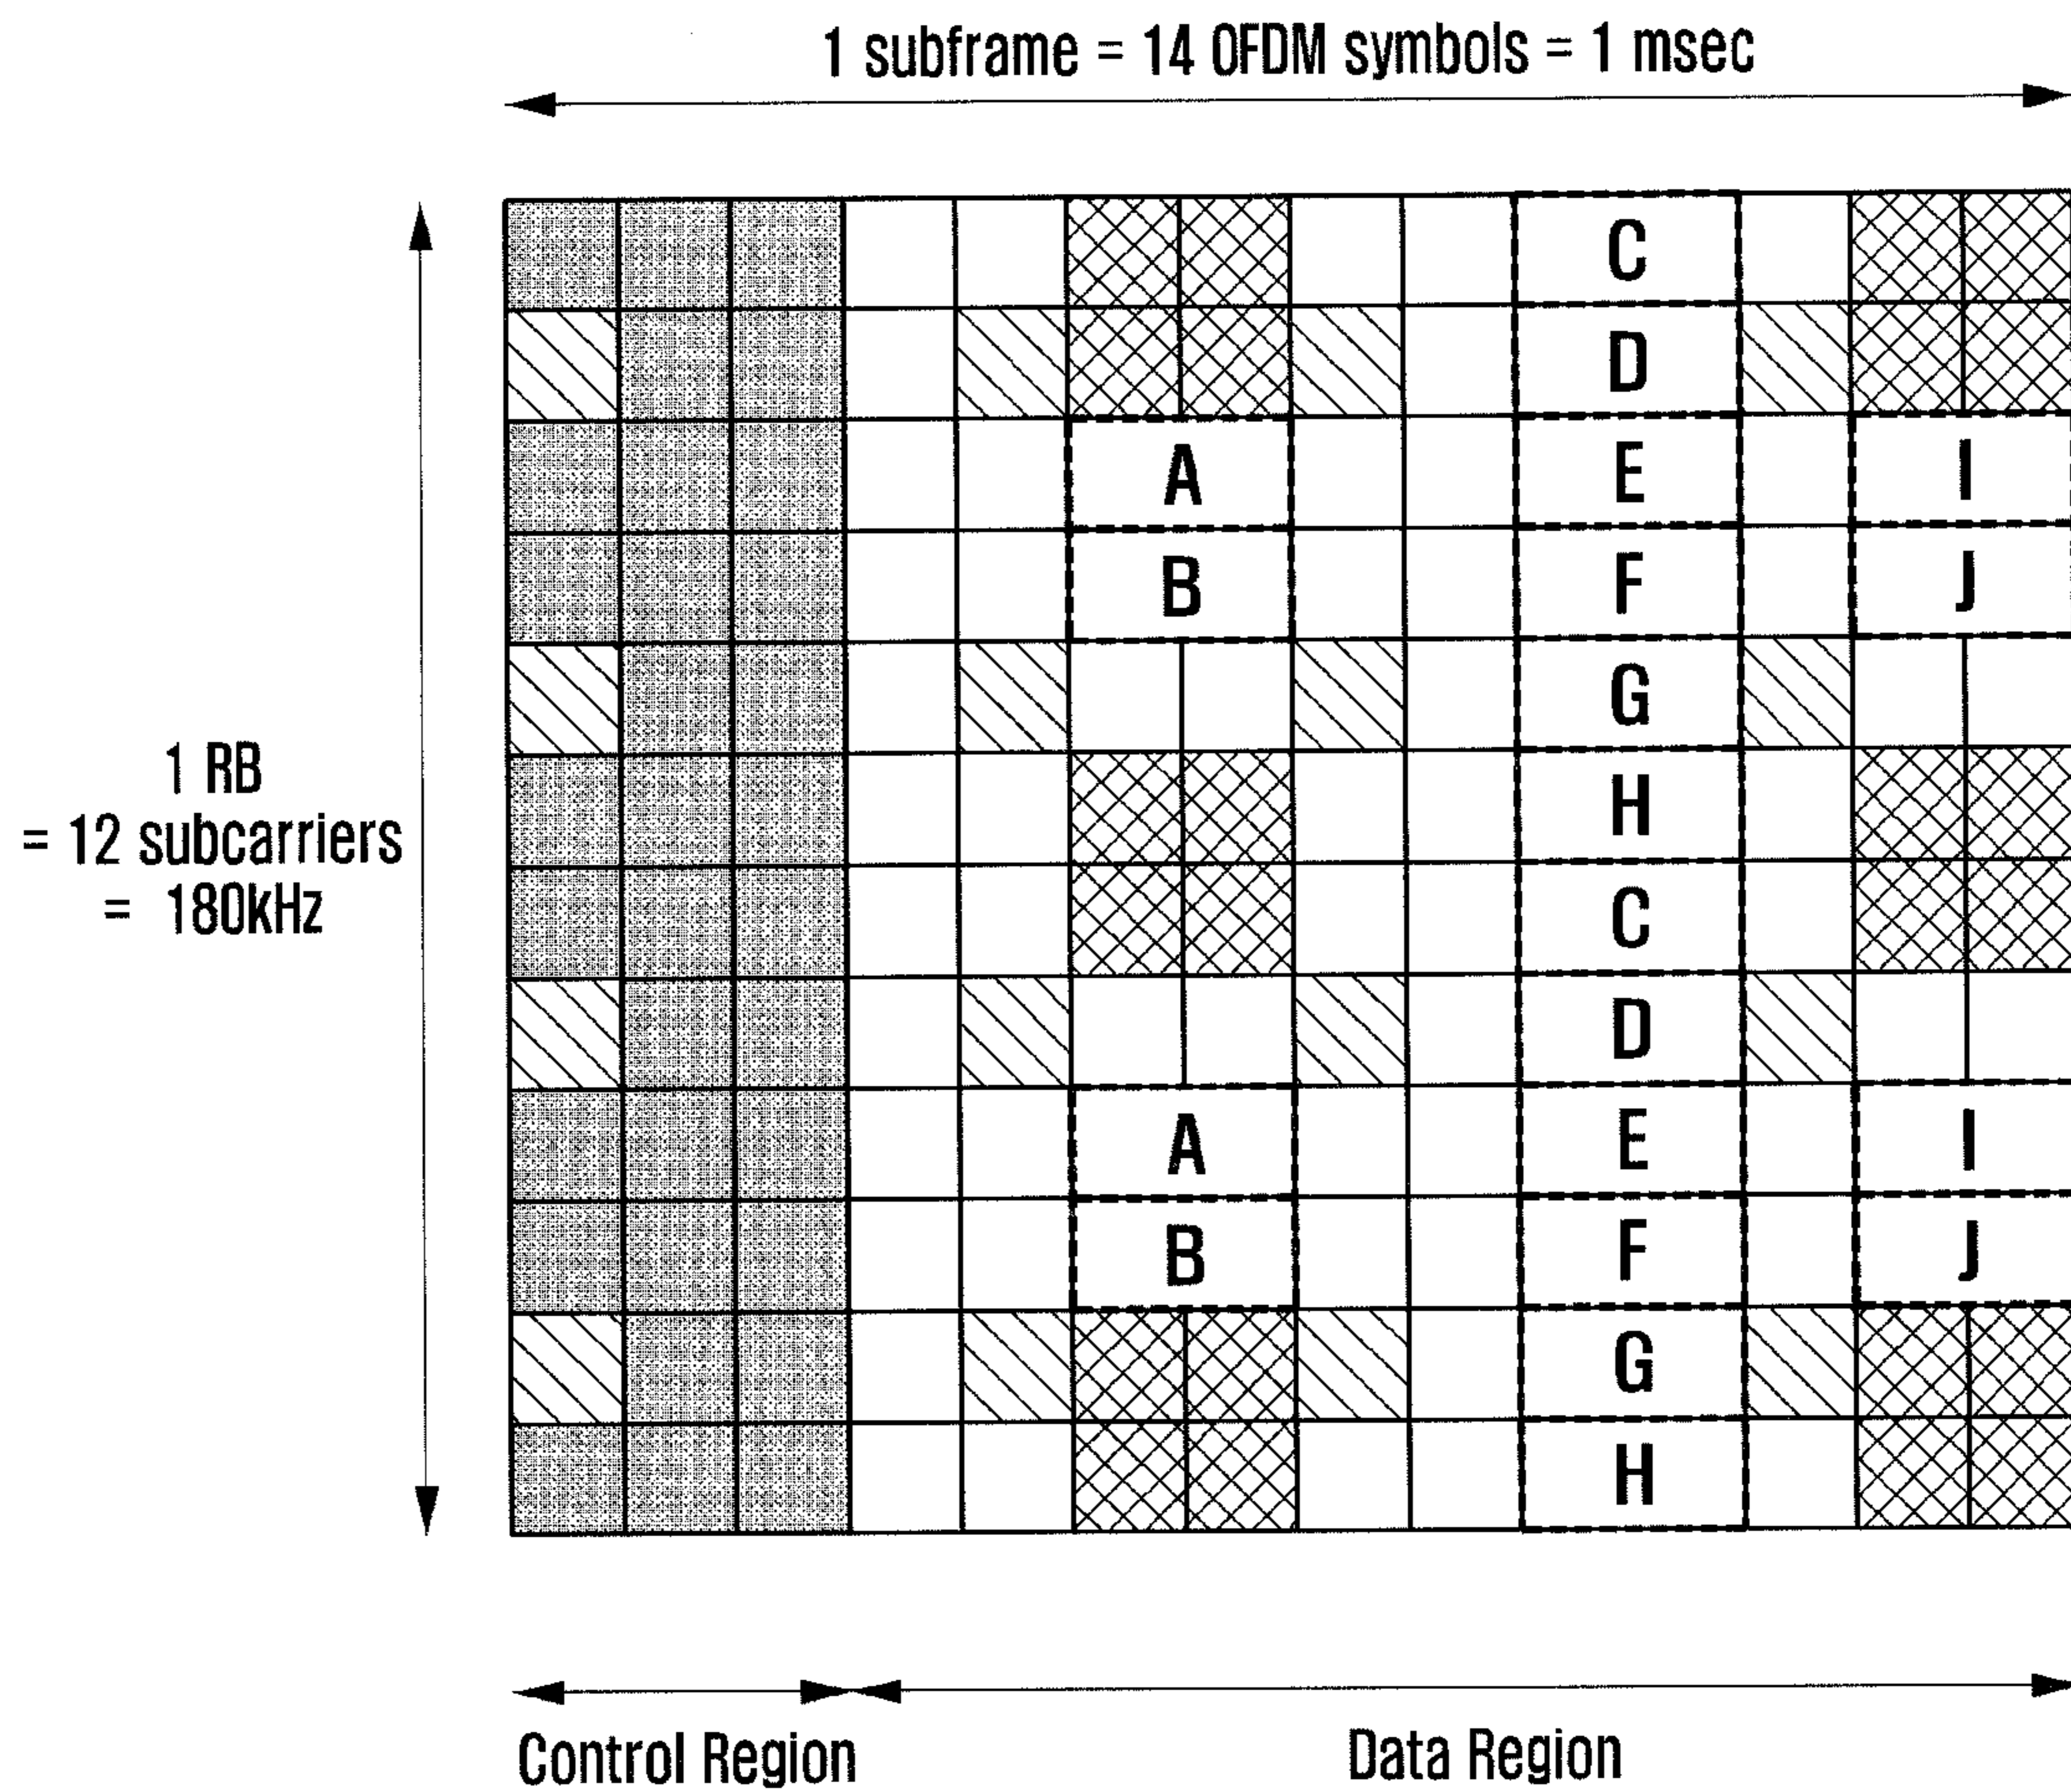 1 subframe = 14 OFDM symbols = 1 msec
C
D
A E I
B F J
G
1 RB
= 12 subcarriers
= 180kHz
H
C
D
A E I
B F J
G
H
Control Region Data Region